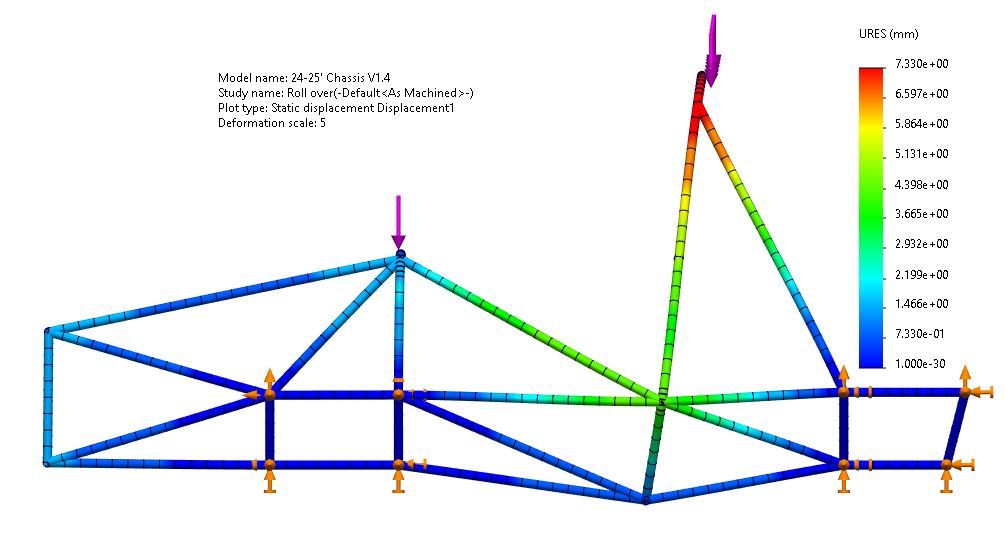 URES (mm)
Model name: 24-25' Chassis V1.4
Study name: Roll over(-Default<As Machined>-)
Plot type: Static displacement Displacement1
Deformation scale: 5
7.330e+00
6.597e+00
5.864e+00
5.131e+00
4.398e+00
3.665e+00
2.932e+00
2.199e+00
1.466e+00
7.330e-01
1.000e-30